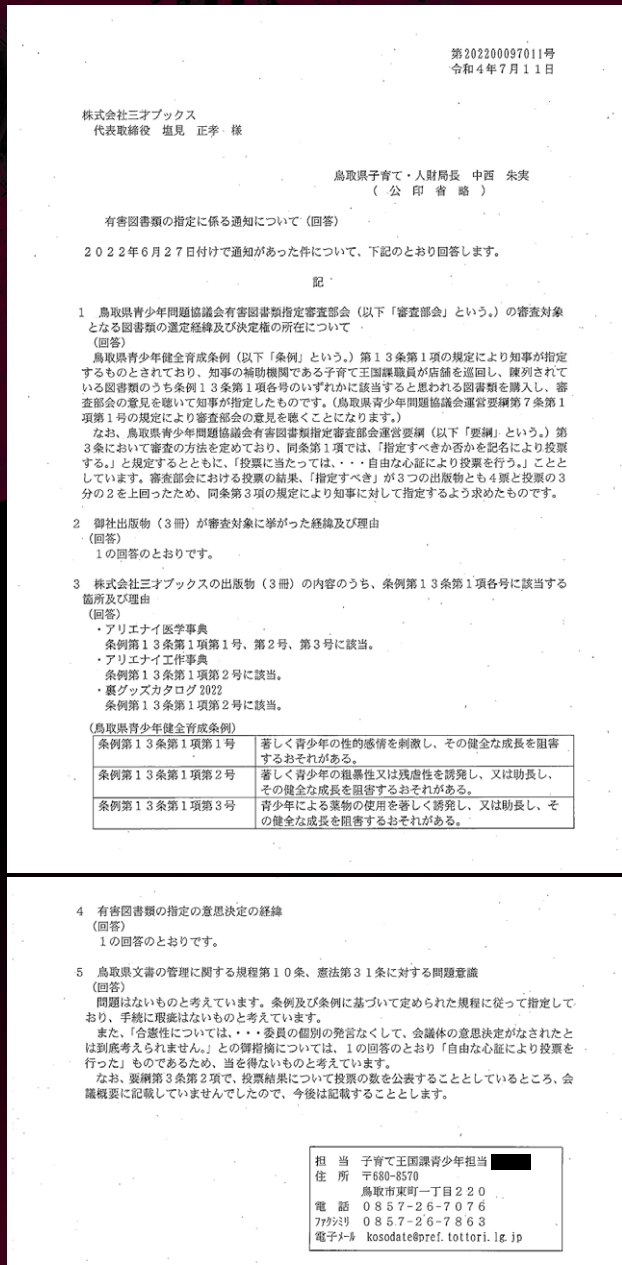 第202200097011号
令和4年7月11日
株式会社三才ブックス
代表取締役 塩見 正孝 様
鳥取県子育て・人財局長 中西 朱実
( 公 印 省 略 )
有害図書類の指定に係る通知について(回答)
2022年6月27日付けで通知があった件について、下記のとおり回答します。
記
1 鳥取県青少年問題協議会有害図書類指定審査部会(以下「審査部会」という。)の審査対象
となる図書類の選定経緯及び決定権の所在について
(回答)
鳥取県青少年健全育成条例(以下「条例」という。)第13条第1項の規定により知事が指定
するものとされており、知事の補助機関である子育て王国課職員が店舗を巡回し、陳列されて
いる図書類のうち条例13条第1項各号のいずれかに該当すると思われる図書類を購入し、審
査部会の意見を聴いて知事が指定したものです。(鳥取県青少年問題協議会運営要綱第7条第1
項第1号の規定により審査部会の意見を聴くことになります。)
なお、鳥取県青少年問題協議会有害図書類指定審査部会運営要綱(以下「要綱」という。)第
3条において審査の方法を定めており、同条第1項では、「指定すべきか否かを記名により投票
する。」と規定するとともに、「投票に当たっては、・・・自由な心証により投票を行う。」ことと
しています。審査部会における投票の結果、「指定すべき」が3つの出版物とも4票と投票の3
分の2を上回ったため、同条第3項の規定により知事に対して指定するよう求めたものです。
2 御社出版物(3冊)が審査対象に挙がった経緯及び理由
(回答)
1の回答のとおりです。
3 株式会社三才ブックスの出版物(3冊)の内容のうち、条例第13条第1項各号に該当する
箇所及び理由
(回答)
・アリエナイ医学事典
条例第13条第1項第1号、第2号、第3号に該当。
・アリエナイ工作事典
条例第13条第1項第2号に該当。
・裏グッズカタログ2022
条例第13条第1項第2号に該当。
(鳥取県青少年健全育成条例)
条例第13条第1項第1号 著しく青少年の性的感情を刺激し、その健全な成長を阻害
するおそれがある。
条例第13条第1項第2号 著しく青少年の粗暴性又は残虐性を誘発し、又は助長し、
その健全な成長を阻害するおそれがある。
条例第13条第1項第3号 青少年による薬物の使用を著しく誘発し、又は助長し、そ
の健全な成長を阻害するおそれがある。
4 有害図書類の指定の意思決定の経緯
(回答)
1の回答のとおりです。
5 鳥取県文書の管理に関する規程第10条、憲法第31条に対する問題意識
(回答)
問題はないものと考えています。条例及び条例に基づいて定められた規程に従って指定して
おり、手続に瑕疵はないものと考えています。
また、「合憲性については、・・・委員の個別の発言なくして、会議体の意思決定がなされたと
は到底考えられません。」との御指摘については、1の回答のとおり「自由な心証により投票を
行った」ものであるため、当を得ないものと考えています。
なお、要綱第3条第2項で、投票結果について投票の数を公表することとしているところ、会
議概要に記載していませんでしたので、今後は記載することとします。
担 当 子育て王国課青少年担当
住 所 〒680-8570
鳥取市東町一丁目220
電 話 0857-26-7076
ファクシミリ 0857-26-7863
電子メール kosodate@pref.tottori.lg.jp